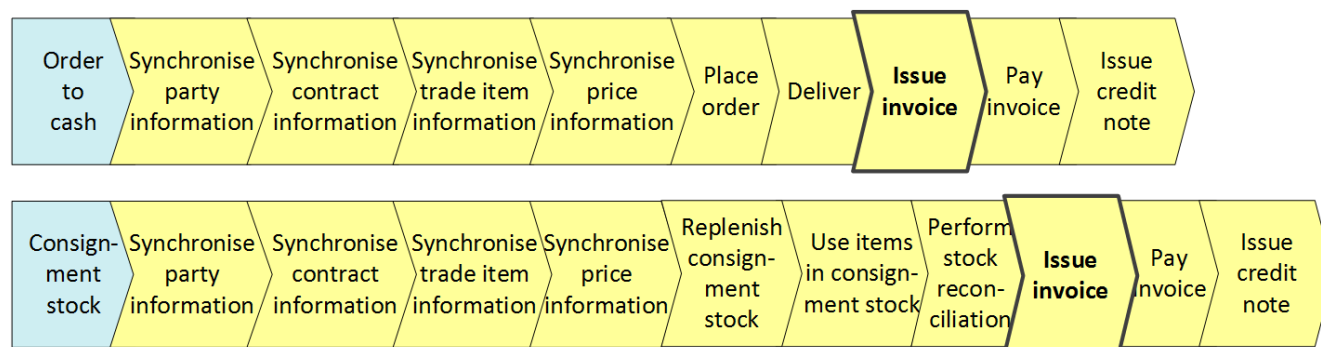 Order
to
cash
Synchronise
party
information
Synchronise
contract
information
Synchronise
trade item
information
Synchronise
price
information
Place
order
Deliver
Issue
invoice
Pay
invoice
Issue
credit
note
Consign-
ment
stock
Synchronise
party
information
Synchronise
contract
information
Synchronise
trade item
information
Synchronise
price
information
Replenish
consign-
ment
stock
Use items
in consign-
ment stock
Perform
stock
recon-
ciliation
Issue
invoice
Pay
invoice
Issue
credit
note